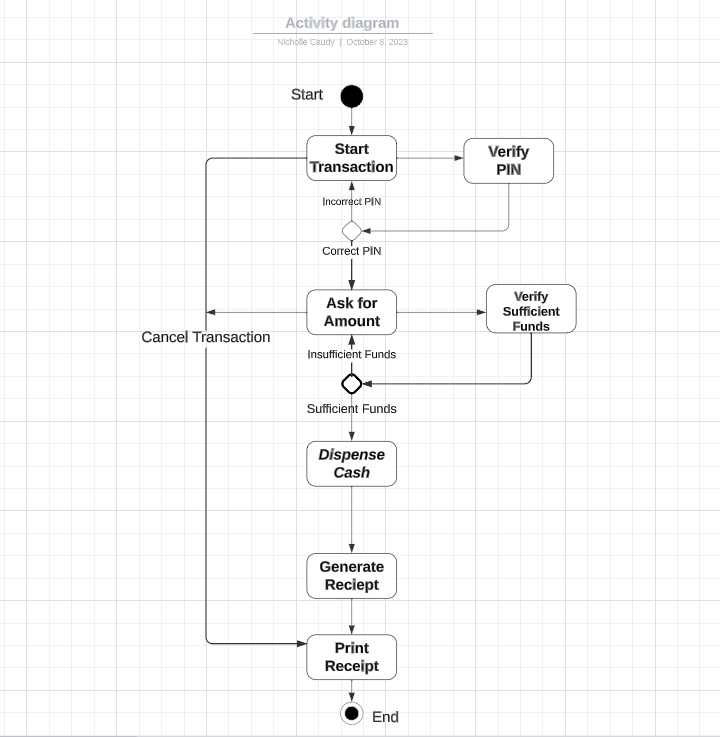 Activity diagram
Nicholle Caudy | October 8, 2023
Start
Start
Transaction
Verify
PIN
Incorrect PIN
Correct PIN
Ask for
Amount
Verify
Sufficient
Funds
Cancel Transaction
Insufficient Funds
Sufficient Funds
Dispense
Cash
Generate
Reciept
Print
Receipt
End